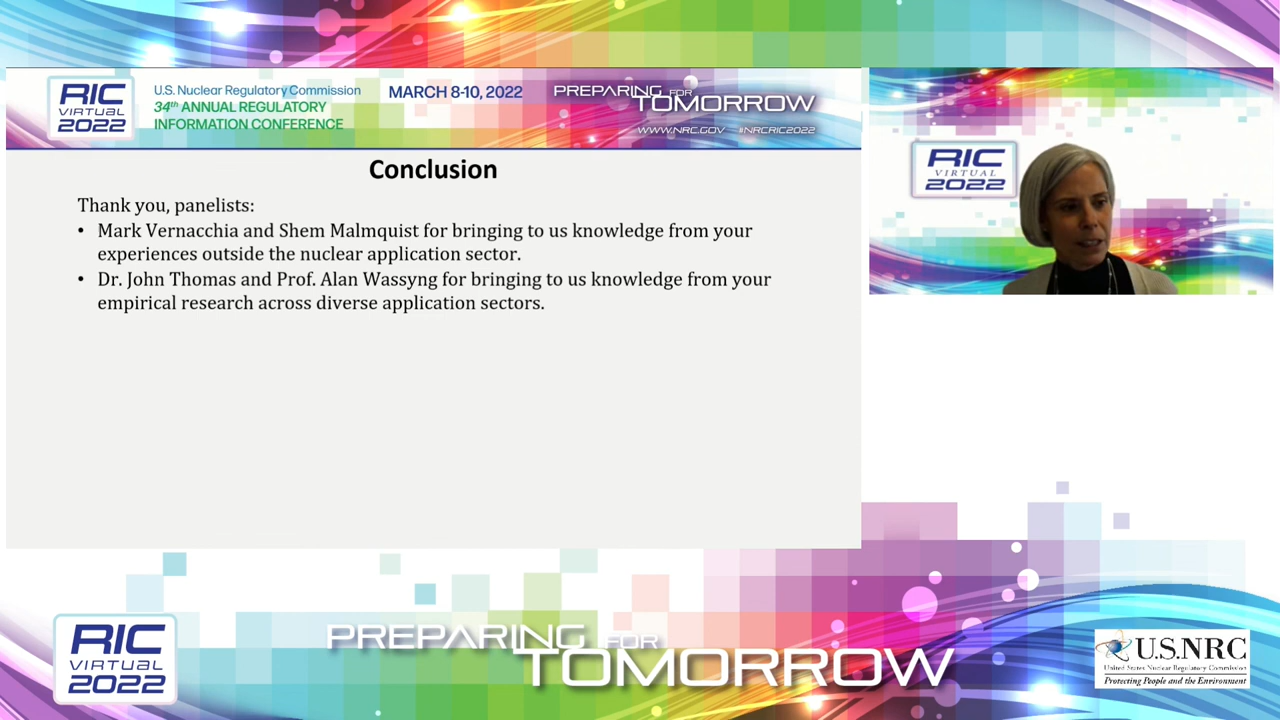 RIC
VIRTUAL
2022
U.S. Nuclear Regulatory Commission
34th ANNUAL REGULATORY
INFORMATION CONFERENCE
MARCH 8-10, 2022
PREPARING FOR
TOMORROW
WWW.NRC.GOV #NRCRIC2022
Conclusion
Thank you, panelists:
• Mark Vernacchia and Shem Malmquist for bringing to us knowledge from your
experiences outside the nuclear application sector.
• Dr. John Thomas and Prof. Alan Wassyng for bringing to us knowledge from your
empirical research across diverse application sectors.
RIC
VIRTUAL
2022
RIC
VIRTUAL
2022
PREPARING FOR
TOMORROW
U.S.NRC
United States Nuclear Regulatory Commission
Protecting People and the Environment